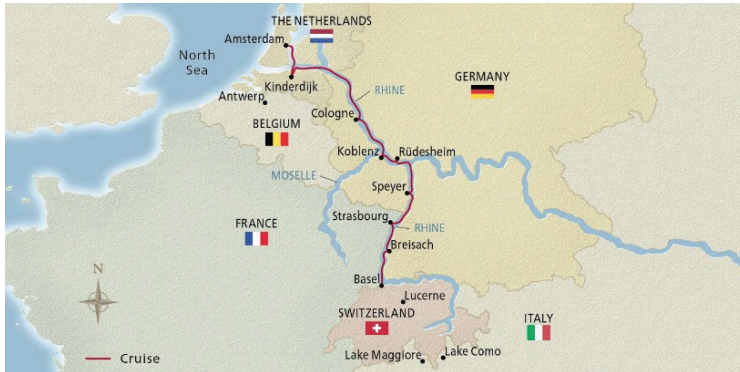 THE NETHERLANDS
Amsterdam
North
Sea
Kinderdijk
GERMANY
RHINE
Antwerp
Cologne
BELGIUM
Koblenz
Rüdesheim
MOSELLE
Speyer
Strasbourg
FRANCE
RHINE
Breisach
N
Basel
Lucerne
SWITZERLAND
ITALY
Lake Maggiore
Lake Como
Cruise